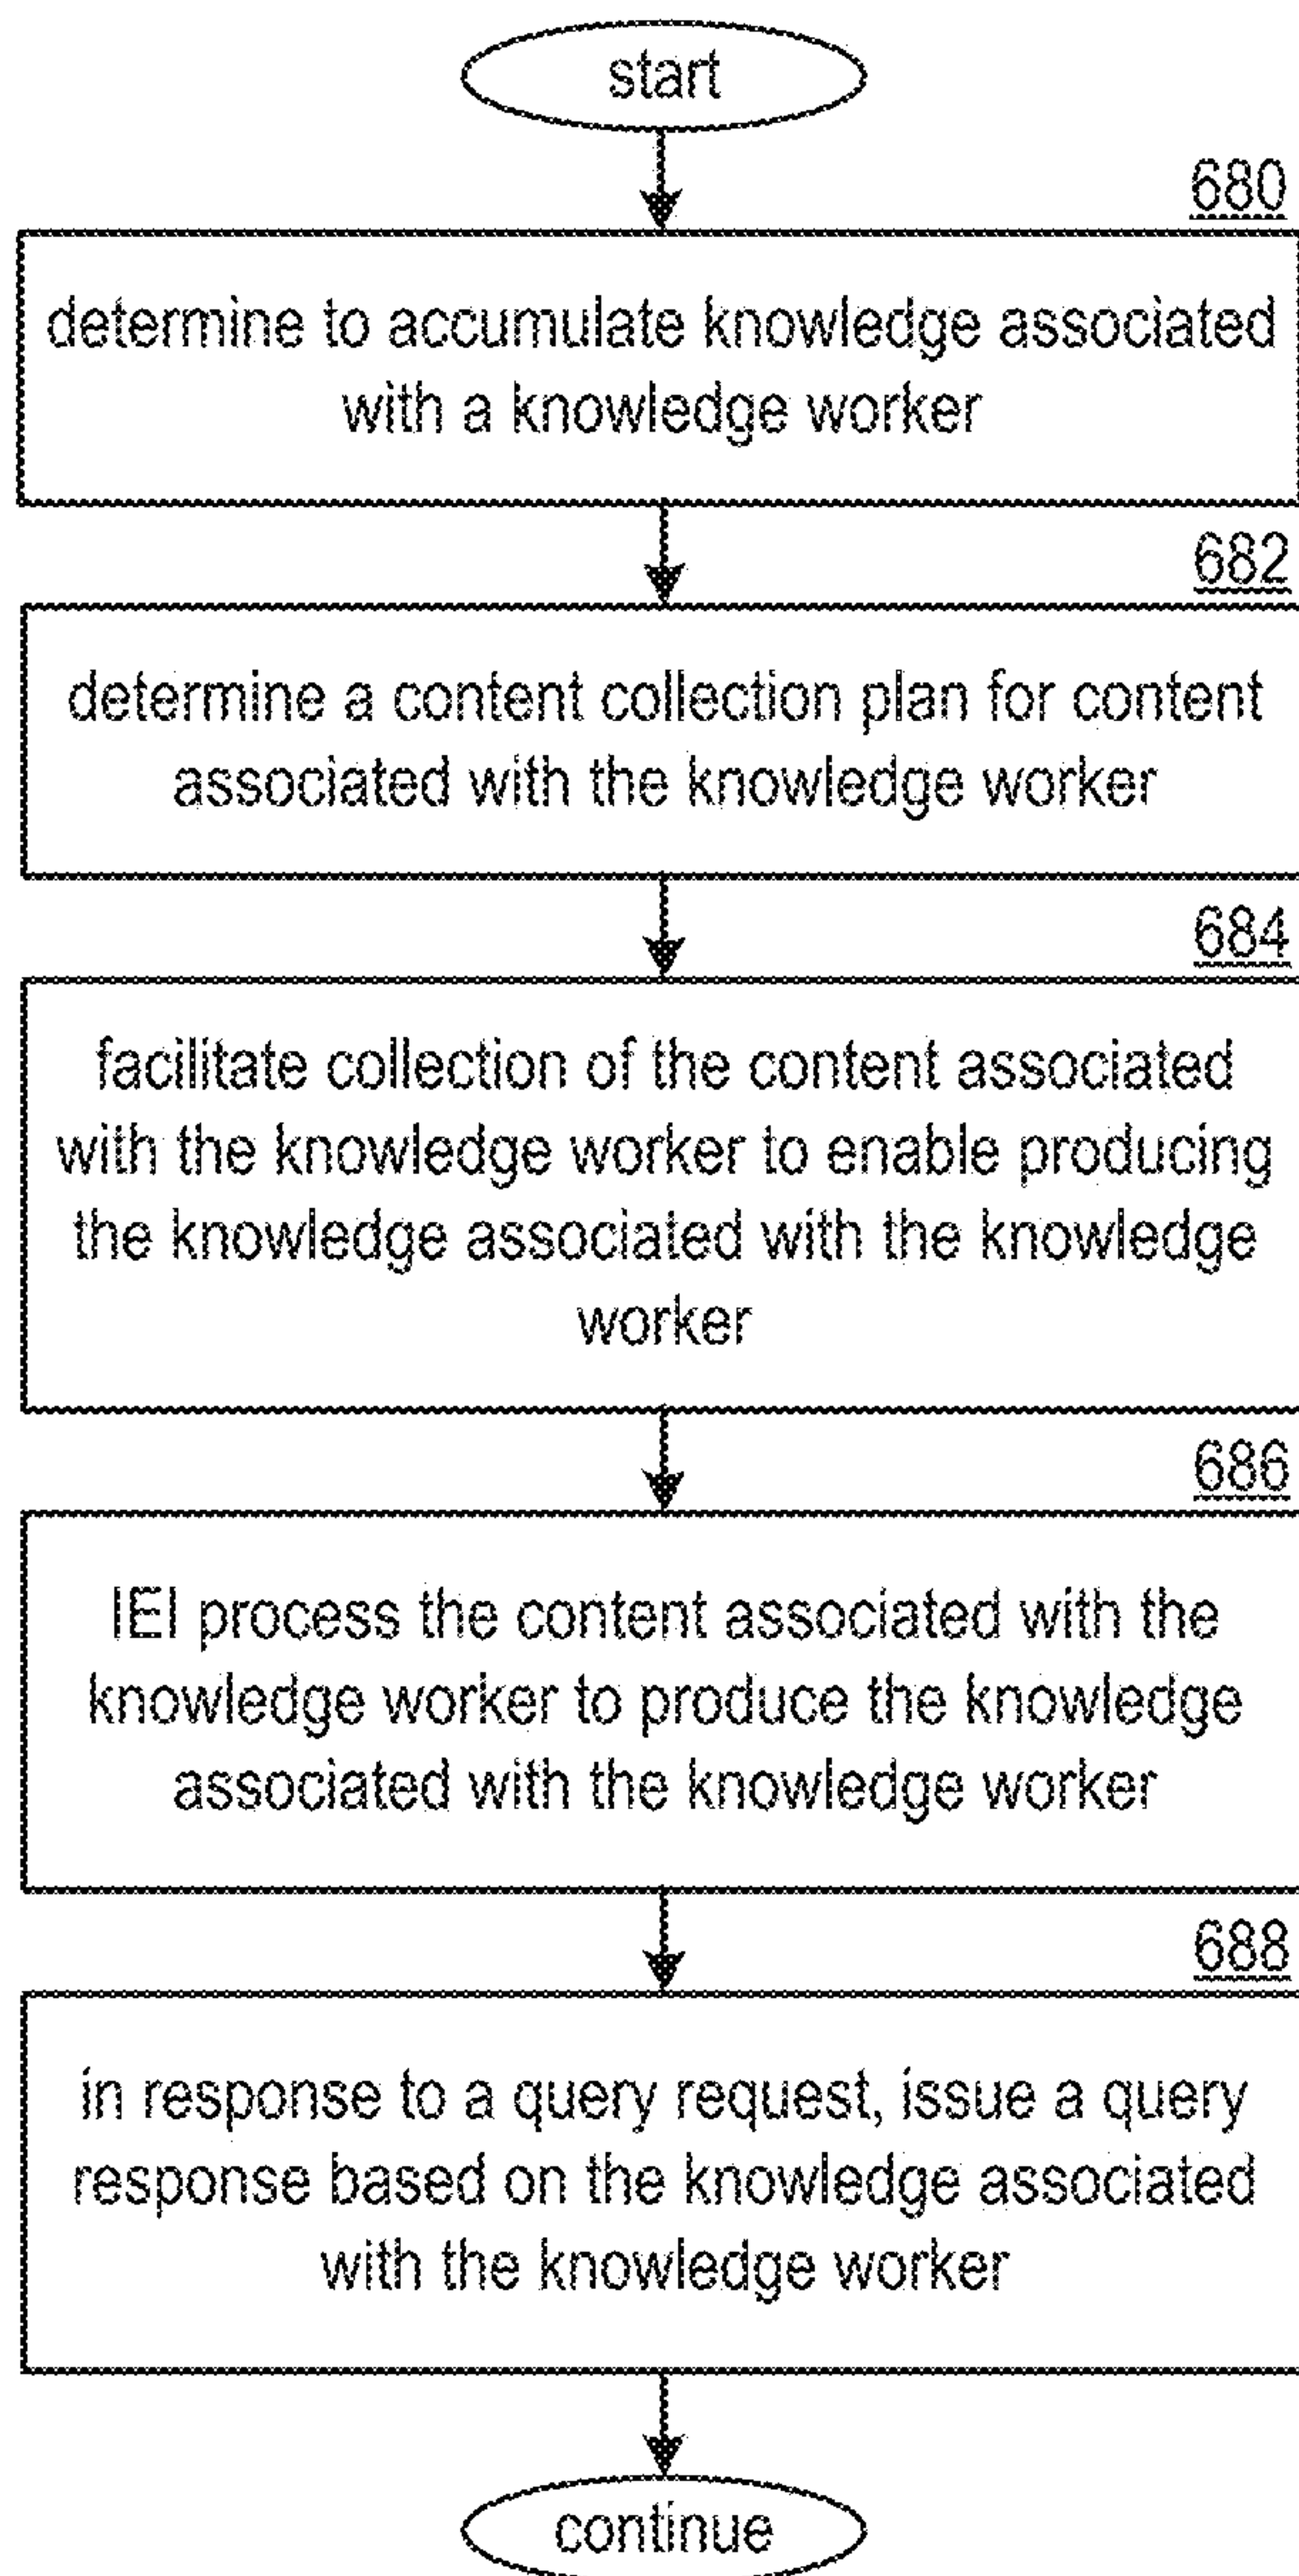 start
680
determine to accumulate knowledge associated
with a knowledge worker
682
determine a content collection plan for content
associated with the knowledge worker
684
facilitate collection of the content associated
with the knowledge worker to enable producing
the knowledge associated with the knowledge
worker
686
IEI process the content associated with the
knowledge worker to produce the knowledge
associated with the knowledge worker
688
in response to a query request, issue a query
response based on the knowledge associated
with the knowledge worker
continue